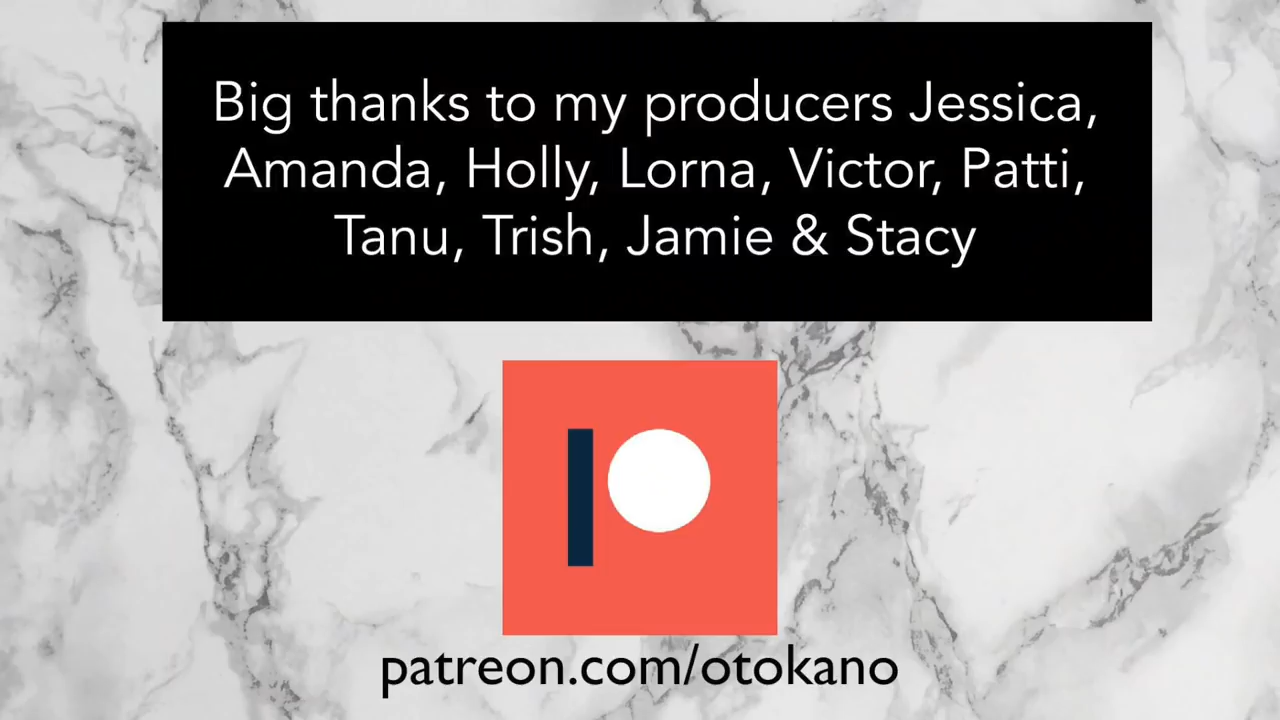 Big thanks to my producers Jessica,
Amanda, Holly, Lorna, Victor, Patti,
Tanu, Trish, Jamie & Stacy
patreon.com/otokano